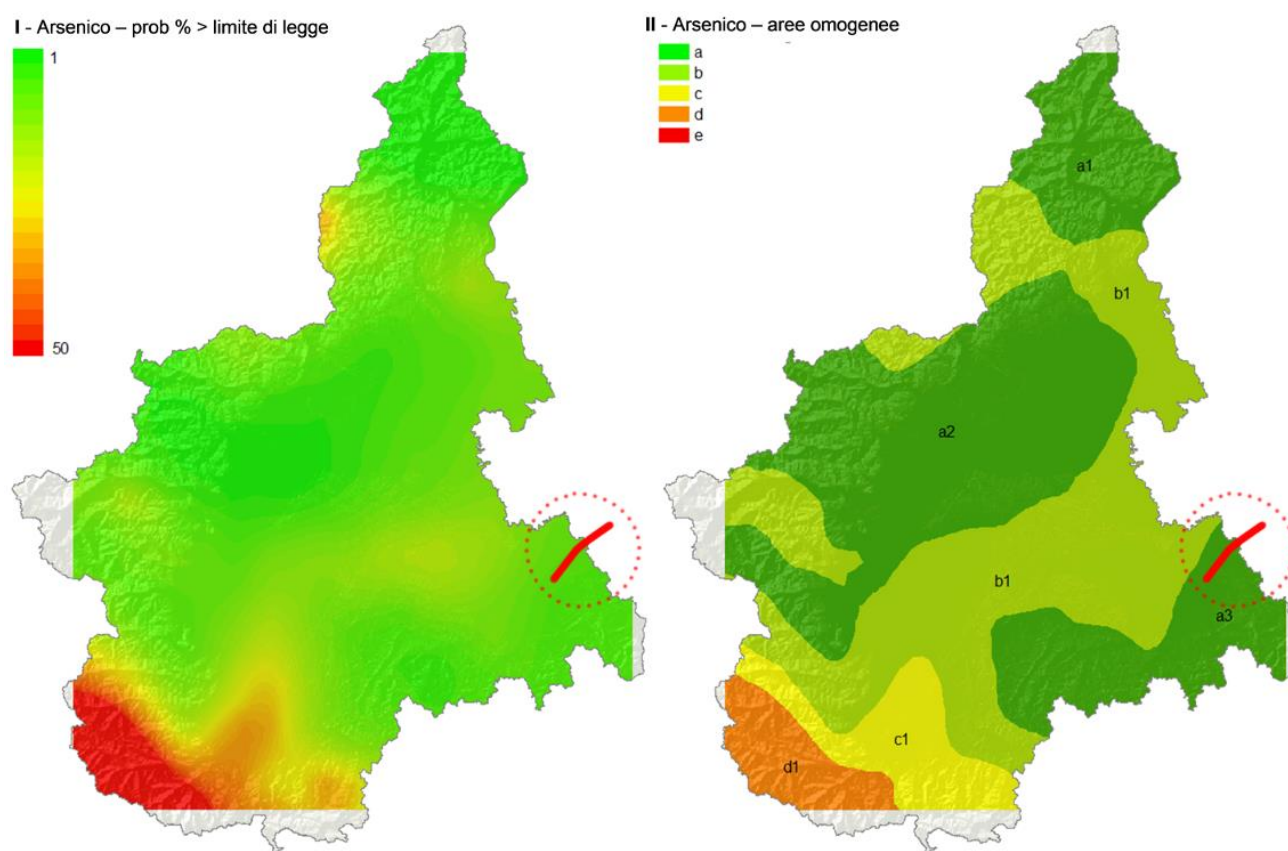 I - Arsenico – prob % > limite di legge
1
50
II - Arsenico – aree omogenee
a
b
c
d
e
a1
b1
a2
b1
a3
c1
d1